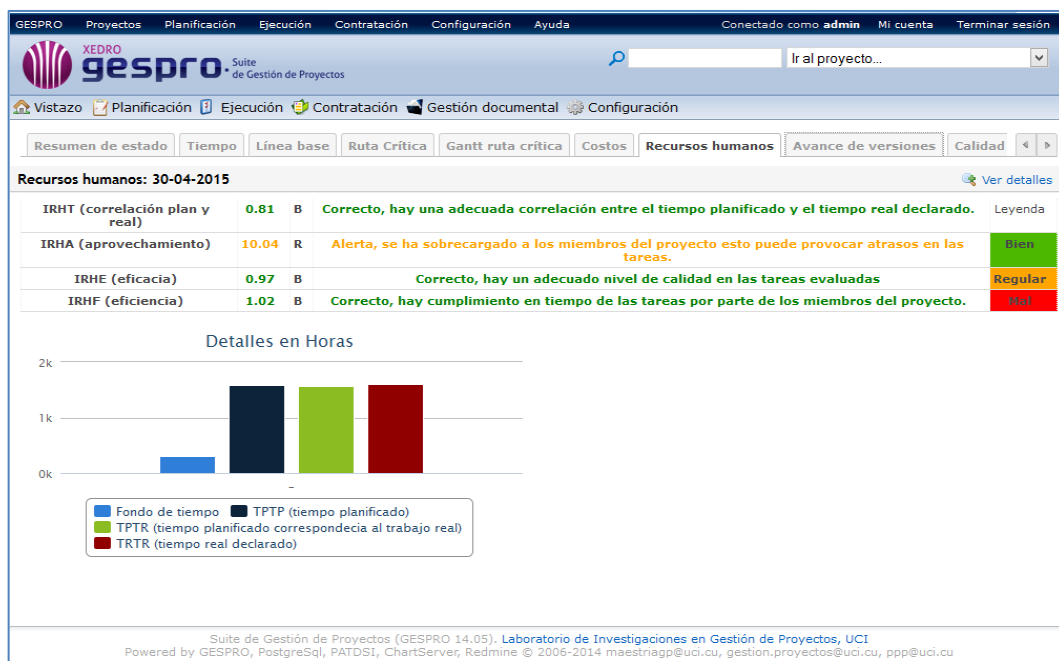 GESPRO Proyectos Planificación Ejecución Contratación Configuración Ayuda Conectado como admin Mi cuenta Terminar sesión
XEDRO
gespro. Suite
de Gestión de Proyectos
Ir al proyecto...
Vistazo Planificación Ejecución Contratación Gestión documental Configuración
Resumen de estado Tiempo Línea base Ruta Crítica Gantt ruta crítica Costos Recursos humanos Avance de versiones Calidad
Recursos humanos: 30-04-2015 Ver detalles
IRHT (correlación plan y
real) 0.81 B Correcto, hay una adecuada correlación entre el tiempo planificado y el tiempo real declarado. Leyenda
IRHA (aprovechamiento) 10.04 R Alerta, se ha sobrecargado a los miembros del proyecto esto puede provocar atrasos en las
tareas. Bien
IRHE (eficacia) 0.97 B Correcto, hay un adecuado nivel de calidad en las tareas evaluadas Regular
IRHF (eficiencia) 1.02 B Correcto, hay cumplimiento en tiempo de las tareas por parte de los miembros del proyecto. Mal
Detalles en Horas
2k
1k
0k
-
Fondo de tiempo TPTP (tiempo planificado)
TPTR (tiempo planificado correspondecia al trabajo real)
TRTR (tiempo real declarado)
Suite de Gestión de Proyectos (GESPRO 14.05). Laboratorio de Investigaciones en Gestión de Proyectos, UCI
Powered by GESPRO, PostgreSql, PATDSI, ChartServer, Redmine © 2006-2014 maestriagp@uci.cu, gestion.proyectos@uci.cu, ppp@uci.cu